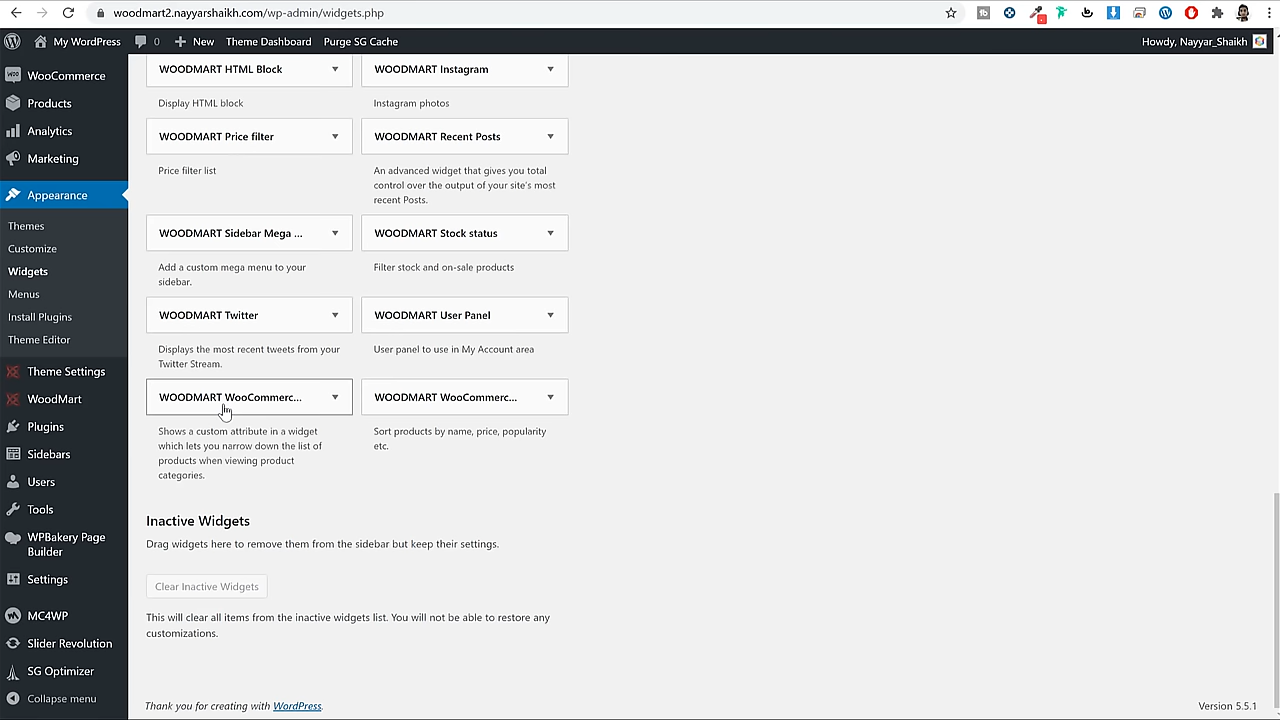 woodmart2.nayyarshaikh.com/wp-admin/widgets.php
My WordPress 0 New Theme Dashboard Purge SG Cache Howdy, Nayyar_Shaikh
WooCommerce
Products
Analytics
Marketing
Appearance
Themes
Customize
Widgets
Menus
Install Plugins
Theme Editor
Theme Settings
WoodMart
Plugins
Sidebars
Users
Tools
WPBakery Page
Builder
Settings
MC4WP
Slider Revolution
SG Optimizer
Collapse menu
WOODMART HTML Block
Display HTML block
WOODMART Instagram
Instagram photos
WOODMART Price filter
Price filter list
WOODMART Recent Posts
An advanced widget that gives you total
control over the output of your site's most
recent Posts.
WOODMART Sidebar Mega ...
Add a custom mega menu to your
sidebar.
WOODMART Stock status
Filter stock and on-sale products
WOODMART Twitter
Displays the most recent tweets from your
Twitter Stream.
WOODMART User Panel
User panel to use in My Account area
WOODMART WooCommerc...
Shows a custom attribute in a widget
which lets you narrow down the list of
products when viewing product
categories.
WOODMART WooCommerc...
Sort products by name, price, popularity
etc.
Inactive Widgets
Drag widgets here to remove them from the sidebar but keep their settings.
Clear Inactive Widgets
This will clear all items from the inactive widgets list. You will not be able to restore any
customizations.
Thank you for creating with WordPress.
Version 5.5.1